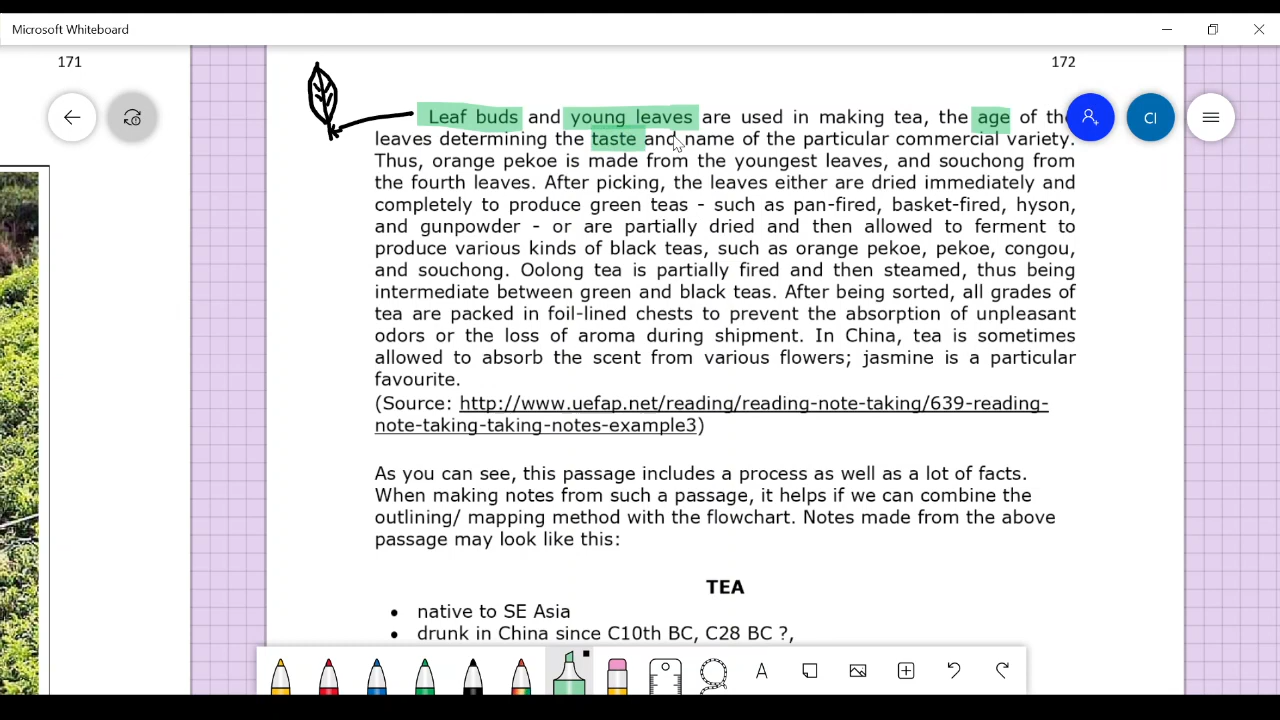 Microsoft Whiteboard
171
172
Leaf buds and young leaves are used in making tea, the age of the
leaves determining the taste and name of the particular commercial variety.
Thus, orange pekoe is made from the youngest leaves, and souchong from
the fourth leaves. After picking, the leaves either are dried immediately and
completely to produce green teas - such as pan-fired, basket-fired, hyson,
and gunpowder - or are partially dried and then allowed to ferment to
produce various kinds of black teas, such as orange pekoe, pekoe, congou,
and souchong. Oolong tea is partially fired and then steamed, thus being
intermediate between green and black teas. After being sorted, all grades of
tea are packed in foil-lined chests to prevent the absorption of unpleasant
odors or the loss of aroma during shipment. In China, tea is sometimes
allowed to absorb the scent from various flowers; jasmine is a particular
favourite.
(Source: http://www.uefap.net/reading/reading-note-taking/639-reading-
note-taking-taking-notes-example3)
As you can see, this passage includes a process as well as a lot of facts.
When making notes from such a passage, it helps if we can combine the
outlining/ mapping method with the flowchart. Notes made from the above
passage may look like this:
TEA
• native to SE Asia
• drunk in China since C10th BC, C28 BC ?,
CI
A